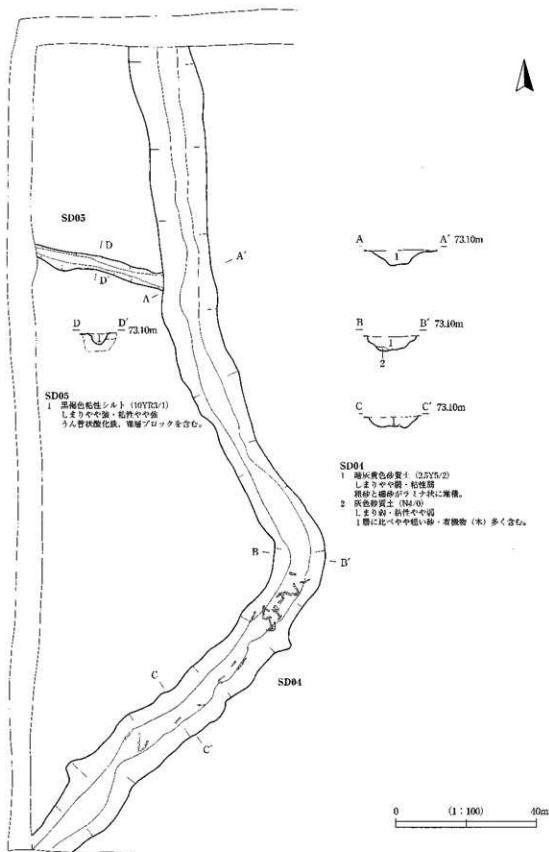 SD05
D
D'
A
A'
A A' 73.10m
1
B B' 73.10m
1
2
C C' 73.10m
1
D D' 73.10m
1
SD05
1 黒褐色粘性シルト (10YR3/1)
しまりやや強・粘性やや強
うん管状酸化鉄、地層ブロックを含む。
SD04
1 暗灰黄色砂質土 (2.5Y5/2)
しまりやや弱・粘性弱
粗砂と細砂がラミナ状に堆積。
2 灰色砂質土 (N4/0)
しまり弱・粘性やや弱
1層に比べやや粗い砂・有機物(木)多く含む。
B
B'
C
C'
SD04
0 (1:100) 40m